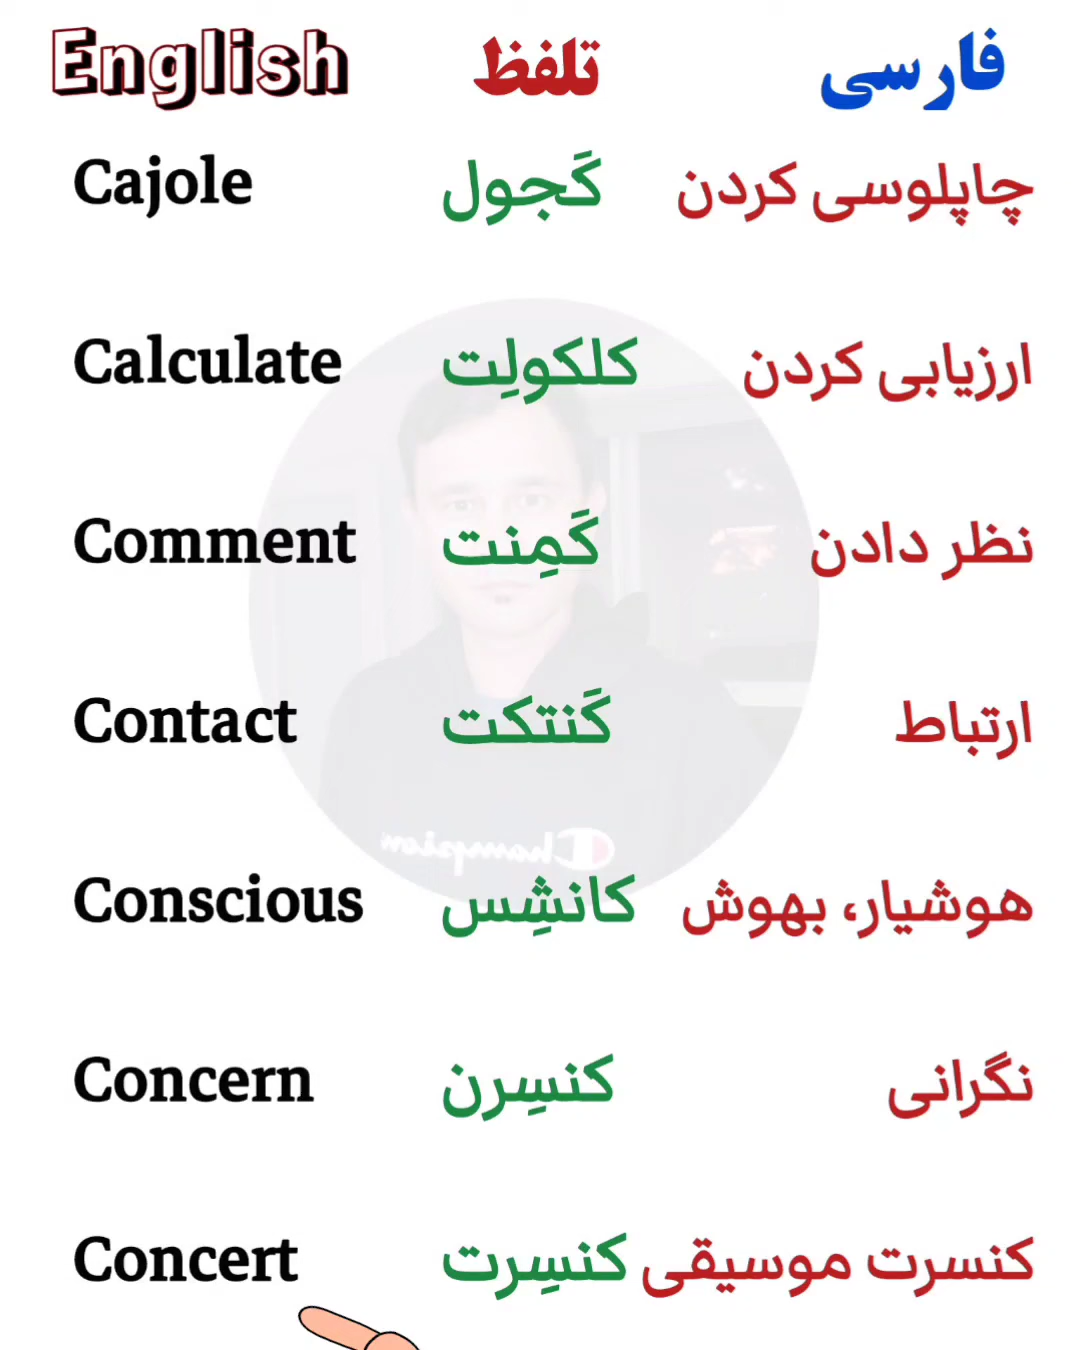 English تلفظ فارسی
Cajole کَجول چاپلوسی کردن
Calculate کلکولِت ارزیابی کردن
Comment کَمِنت نظر دادن
Contact کَنتکت ارتباط
Champion
Conscious کانشِس هوشیار، بهوش
Concern کنسِرن نگرانی
Concert کنسِرت کنسرت موسیقی